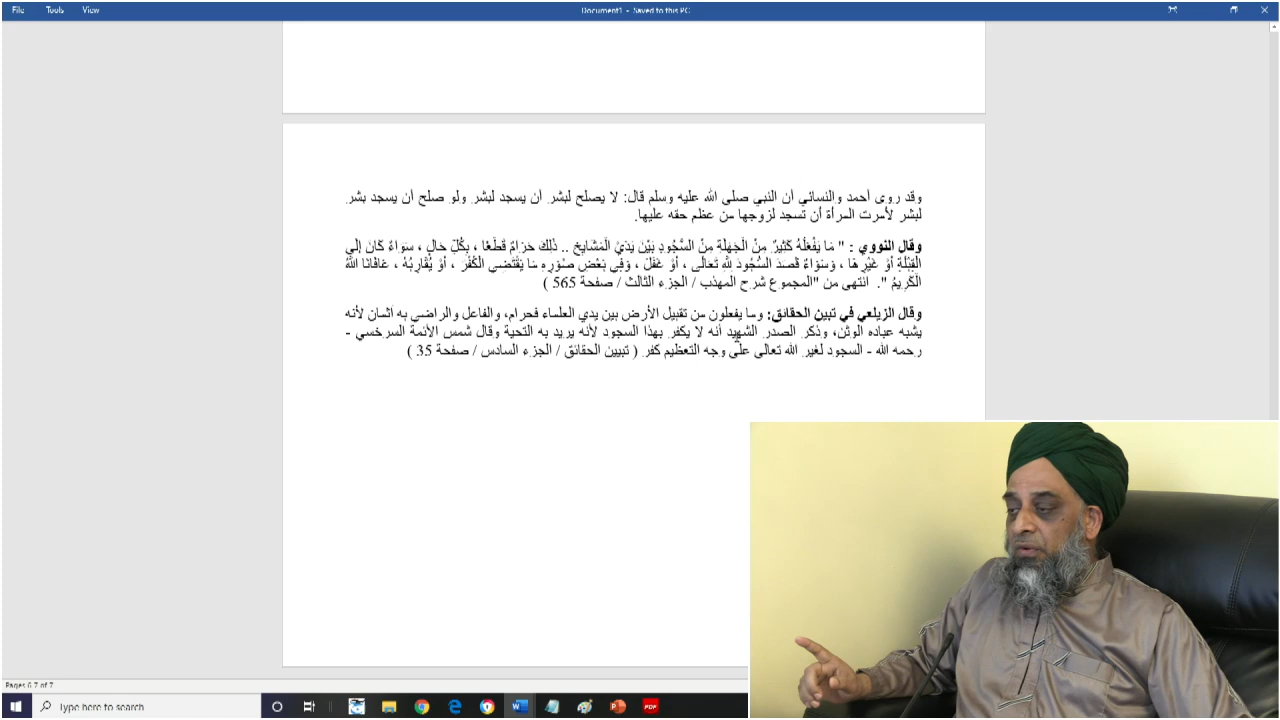 File Tools View Document1 - Saved to this PC
وقد روى أحمد والنسائي أن النبي صلى الله عليه وسلم قال: لا يصلح لبشر أن يسجد لبشر ولو صلح أن يسجد بشر
لبشر لأمرت المرأة أن تسجد لزوجها من عظم حقه عليها.
وقال النووي : " مَا يَفْعَلُهُ كَثِيرٌ مِنْ الْجَهَلَةِ مِنْ السُّجُودِ بَيْنَ يَدَيْ الْمَشَايِخِ .. ذَلِكَ حَرَامٌ قَطْعًا ، بِكُلِّ حَالٍ ، سَوَاءٌ كَانَ إلَى
الْقِبْلَةِ أَوْ غَيْرِهَا ، وَسَوَاءٌ قَصَدَ السُّجُودَ لِلَّهِ تَعَالَى ، أَوْ غَفَلَ ، وَفِي بَعْضِ صُوَرِهِ مَا يَقْتَضِي الْكُفْرَ ، أَوْ يُقَارِبُهُ ، عَافَانَا اللَّهُ
الْكَرِيمُ ". انتهى من "المجموع شرح المهذب / الجزء الثالث / صفحة 565 )
وقال الزيلعي في تبين الحقائق: وما يفعلون من تقبيل الأرض بين يدي العلماء فحرام، والفاعل والراضي به آثمان لأنه
يشبه عباده الوثن، وذكر الصدر الشهيد أنه لا يكفر بهذا السجود لأنه يريد به التحية وقال شمس الأئمة السرخسي -
رحمه الله - السجود لغير الله تعالى على وجه التعظيم كفر ( تبيين الحقائق / الجزء السادس / صفحة 35 )
Pages 6 7 of 7
Type here to search
PDF